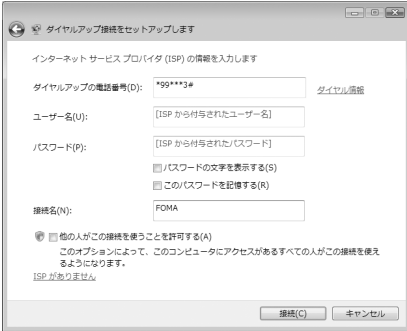 ダイヤルアップ接続をセットアップします
インターネット サービス プロバイダ (ISP) の情報を入力します
ダイヤルアップの電話番号(D): *99***3# ダイヤル情報
ユーザー名(U): [ISP から付与されたユーザー名]
パスワード(P): [ISP から付与されたパスワード]
パスワードの文字を表示する(S)
このパスワードを記憶する(R)
接続名(N): FOMA
他の人がこの接続を使うことを許可する(A)
このオプションによって、このコンピュータにアクセスがあるすべての人がこの接続を使え
るようになります。
ISP がありません
接続(C) キャンセル